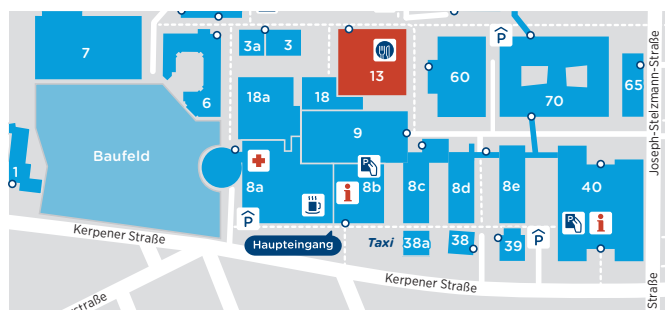 7
3a
3
13
P
60
70
65
Joseph-Stelzmann-Straße
6
18a
18
9
Baufeld
1
8a
i
P
8b
8c
8d
8e
40
P
i
P
Haupteingang
Taxi
38a
38
39
P
Kerpener Straße
Kerpener Straße
straße
Straße